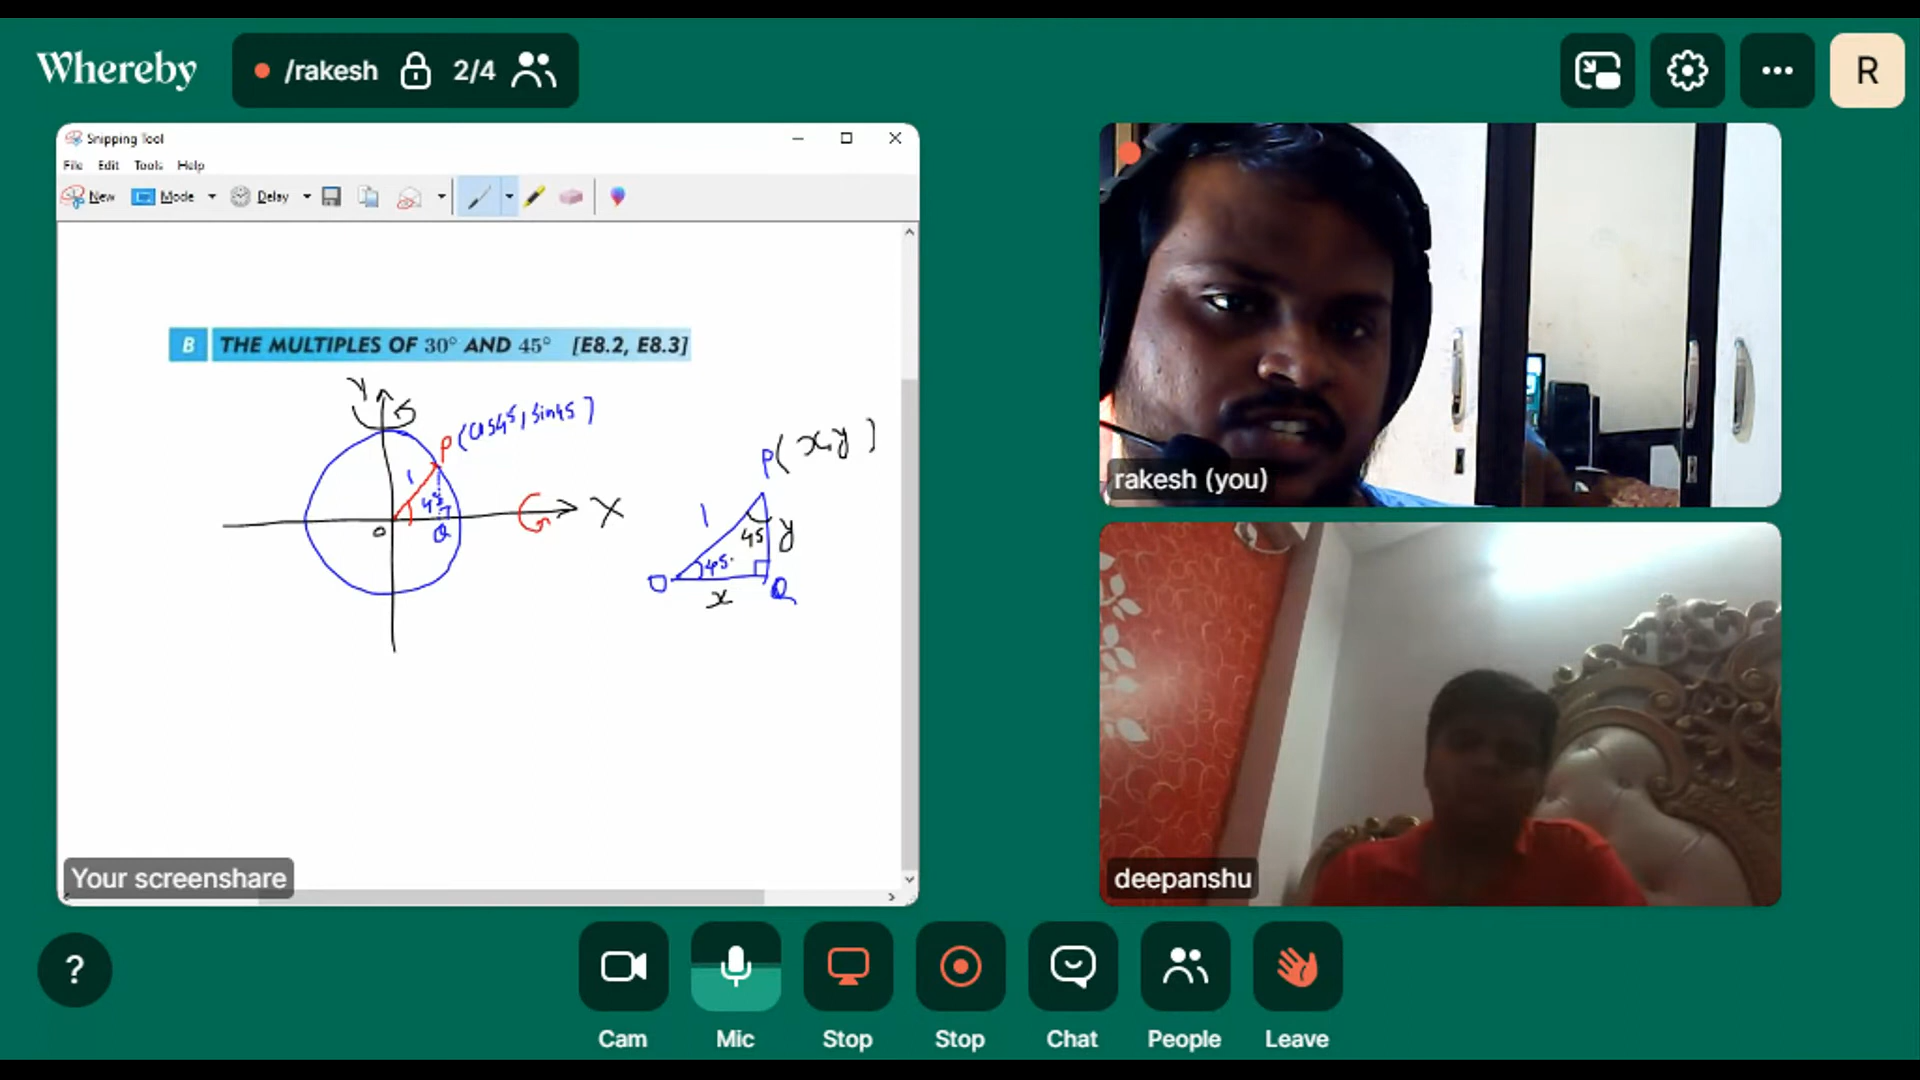 Whereby
/rakesh 2/4
R
Snipping Tool
File Edit Tools Help
New Mode Delay
B THE MULTIPLES OF 30° AND 45° [E8.2, E8.3]
Y
P (cos45, sin45)
1
45
O
Q
X
P(x,y)
1
45
y
45
O
x
Q
Your screenshare
rakesh (you)
deepanshu
?
Cam Mic Stop Stop Chat People Leave